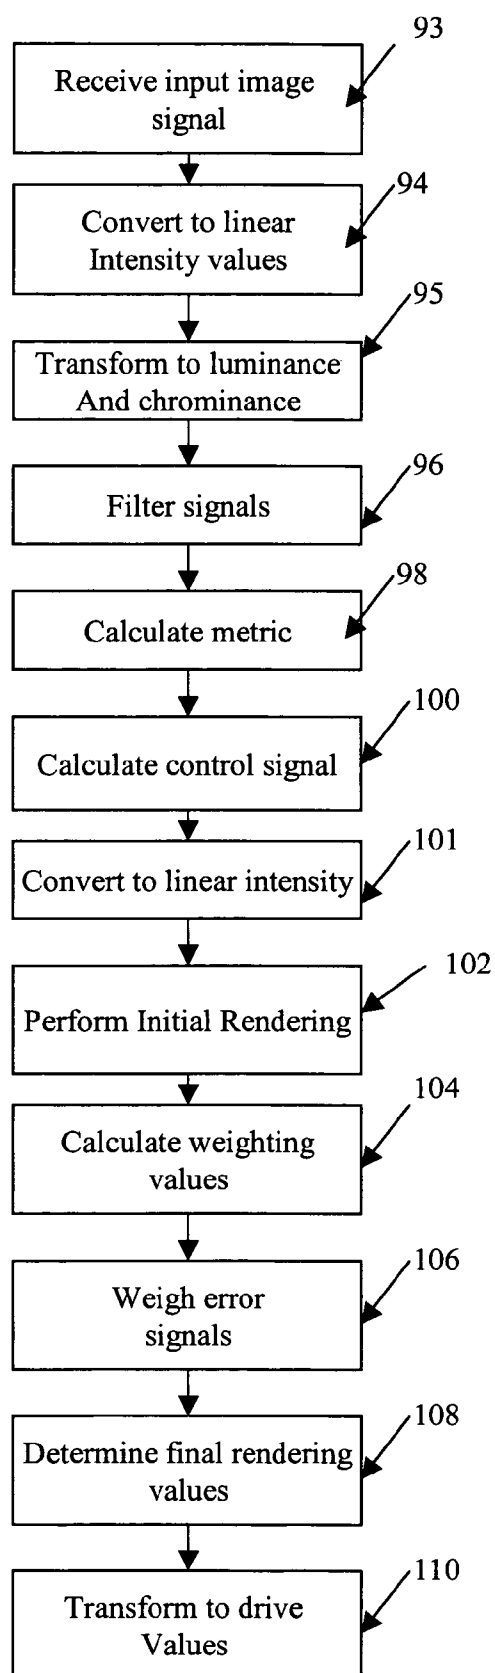 93
Receive input image
signal
94
Convert to linear
Intensity values
95
Transform to luminance
And chrominance
96
Filter signals
98
Calculate metric
100
Calculate control signal
101
Convert to linear intensity
102
Perform Initial Rendering
104
Calculate weighting
values
106
Weigh error
signals
108
Determine final rendering
values
110
Transform to drive
Values